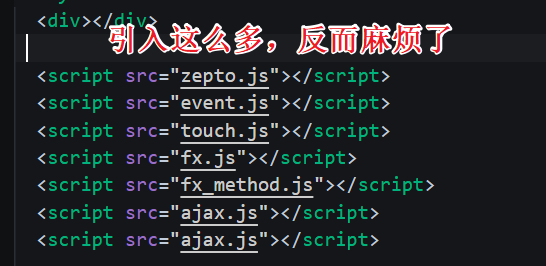 <div></div>
引入这么多，反而麻烦了
<script src="zepto.js"></script>
<script src="event.js"></script>
<script src="touch.js"></script>
<script src="fx.js"></script>
<script src="fx_method.js"></script>
<script src="ajax.js"></script>
<script src="ajax.js"></script>